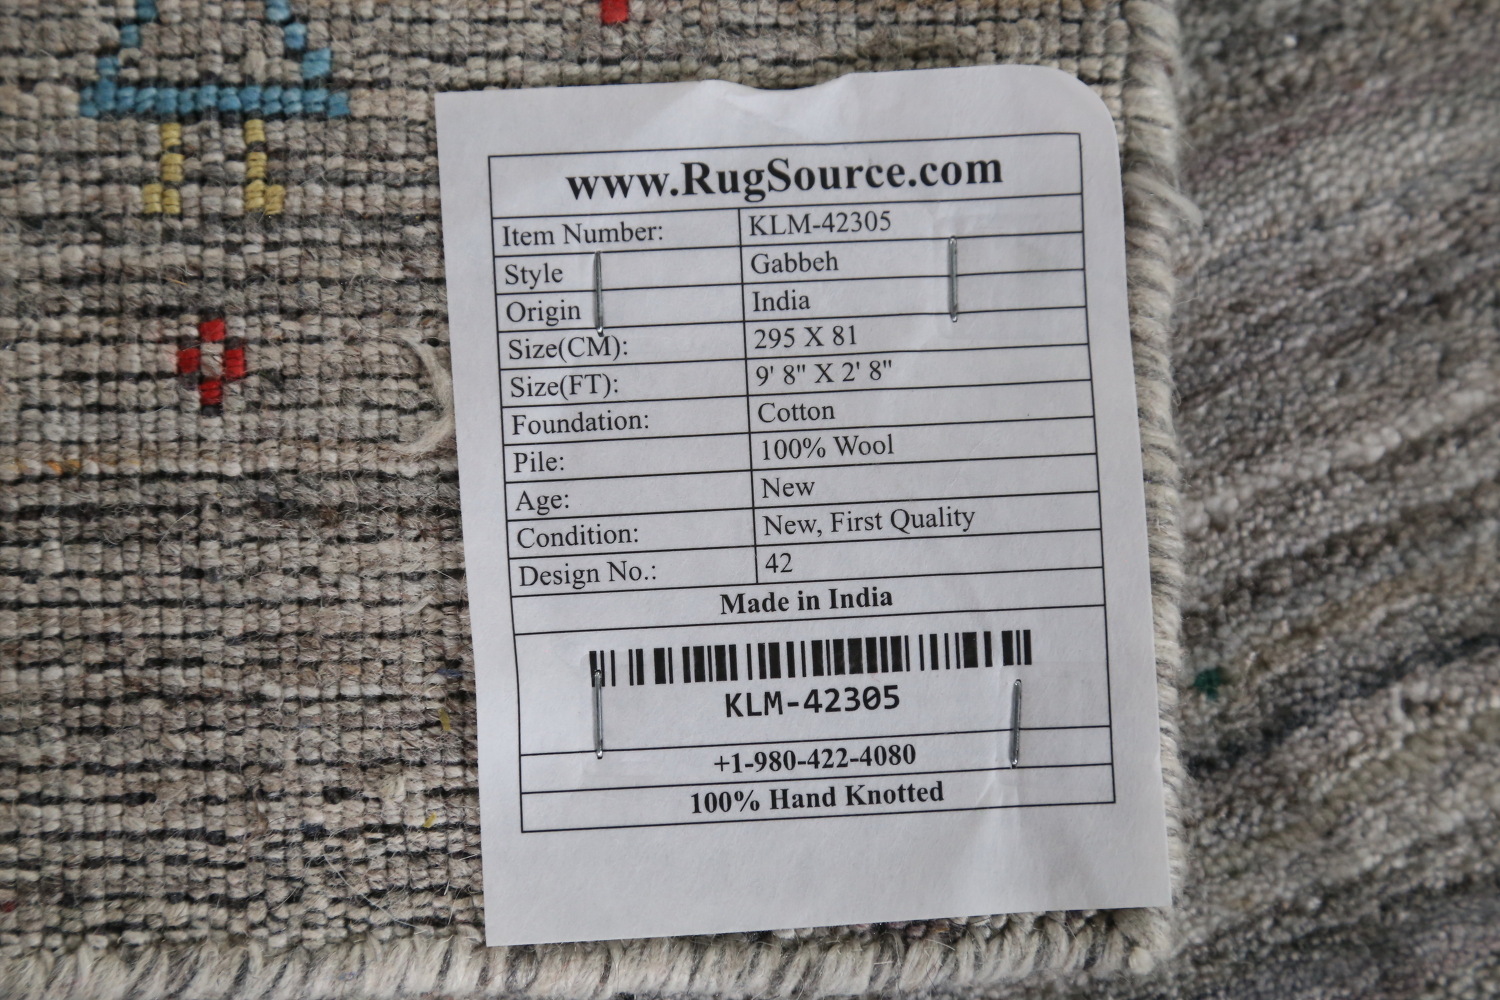 www.RugSource.com
Item Number: KLM-42305
Style Gabbeh
Origin India
Size(CM): 295 X 81
Size(FT): 9' 8" X 2' 8"
Foundation: Cotton
Pile: 100% Wool
Age: New
Condition: New, First Quality
Design No.: 42
Made in India
KLM-42305
+1-980-422-4080
100% Hand Knotted